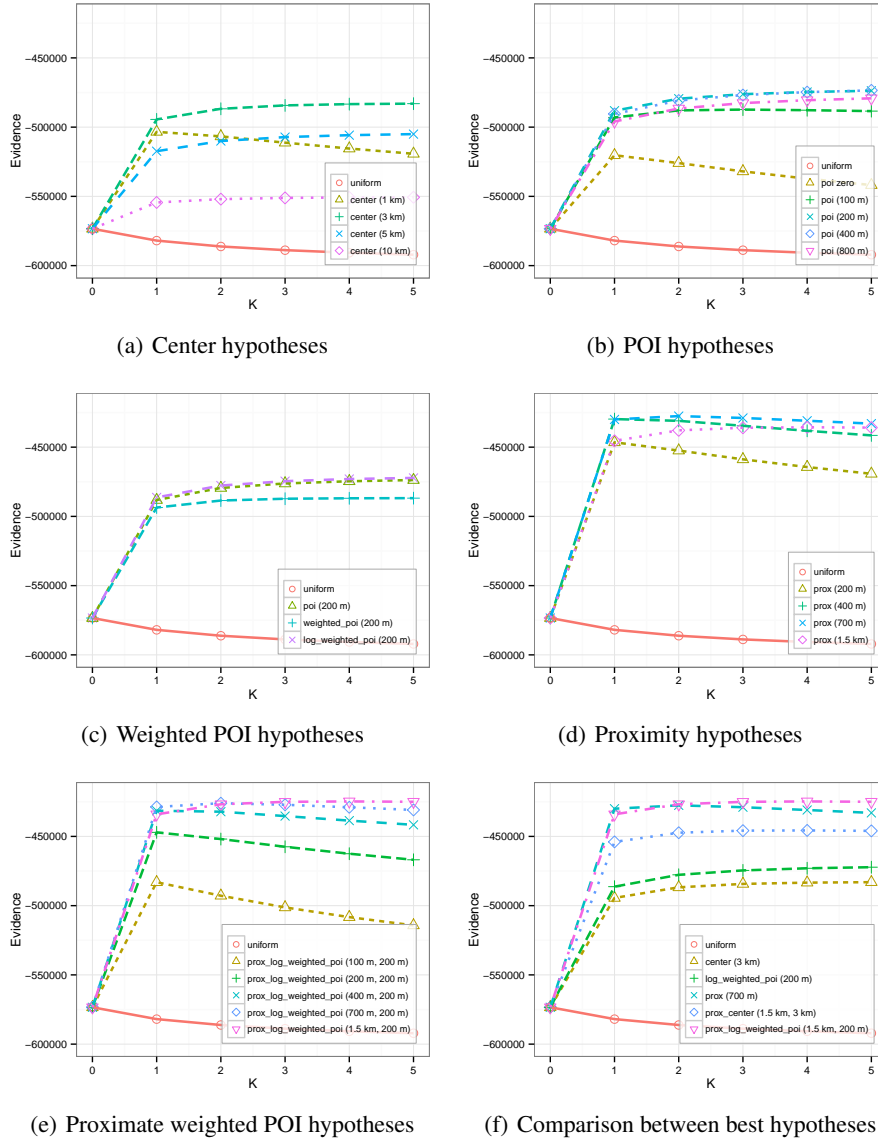 −450000
−500000
−550000
−600000
Evidence
0 1 2 3 4 5
K
uniform
center (1 km)
center (3 km)
center (5 km)
center (10 km)
(a) Center hypotheses
−450000
−500000
−550000
−600000
Evidence
0 1 2 3 4 5
K
uniform
poi zero
poi (100 m)
poi (200 m)
poi (400 m)
poi (800 m)
(b) POI hypotheses
−450000
−500000
−550000
−600000
Evidence
0 1 2 3 4 5
K
uniform
poi (200 m)
weighted_poi (200 m)
log_weighted_poi (200 m)
(c) Weighted POI hypotheses
−450000
−500000
−550000
−600000
Evidence
0 1 2 3 4 5
K
uniform
prox (200 m)
prox (400 m)
prox (700 m)
prox (1.5 km)
(d) Proximity hypotheses
−450000
−500000
−550000
−600000
Evidence
0 1 2 3 4 5
K
uniform
prox_log_weighted_poi (100 m, 200 m)
prox_log_weighted_poi (200 m, 200 m)
prox_log_weighted_poi (400 m, 200 m)
prox_log_weighted_poi (700 m, 200 m)
prox_log_weighted_poi (1.5 km, 200 m)
(e) Proximate weighted POI hypotheses
−450000
−500000
−550000
−600000
Evidence
0 1 2 3 4 5
K
uniform
center (3 km)
log_weighted_poi (200 m)
prox (700 m)
prox_center (1.5 km, 3 km)
prox_log_weighted_poi (1.5 km, 200 m)
(f) Comparison between best hypotheses